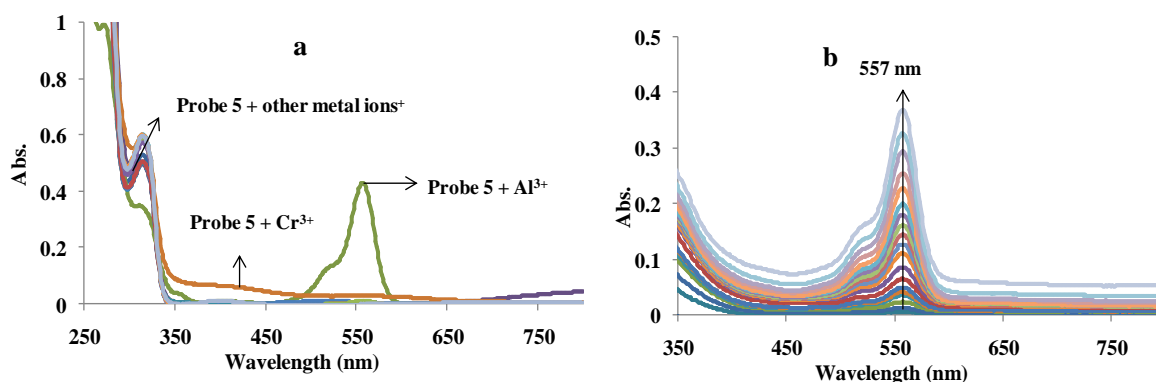 a
Abs.
1
0.8
0.6
0.4
0.2
0
Probe 5 + other metal ions⁺
Probe 5 + Al³⁺
Probe 5 + Cr³⁺
250 350 450 550 650 750
Wavelength (nm)
b
557 nm
Abs.
0.5
0.4
0.3
0.2
0.1
0
350 450 550 650 750
Wavelength (nm)